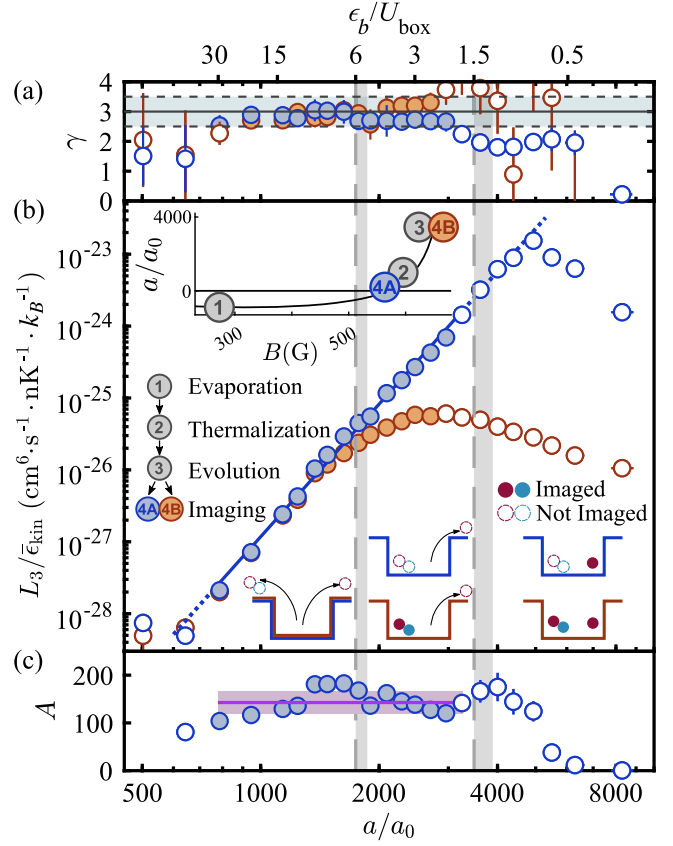 ϵ_b/U_box
30 15 6 3 1.5 0.5
(a)
4
3
2
1
0
γ
(b)
4000
0
a/a_0
3
4B
2
4A
1
300 500
B(G)
10^-23
10^-24
10^-25
10^-26
10^-27
10^-28
L_3/ϵ̄_kin (cm^6·s^-1·nK^-1·k_B^-1)
1 Evaporation
2 Thermalization
3 Evolution
4A 4B Imaging
Imaged
Not Imaged
(c)
200
100
0
A
500 1000 2000 4000 8000
a/a_0